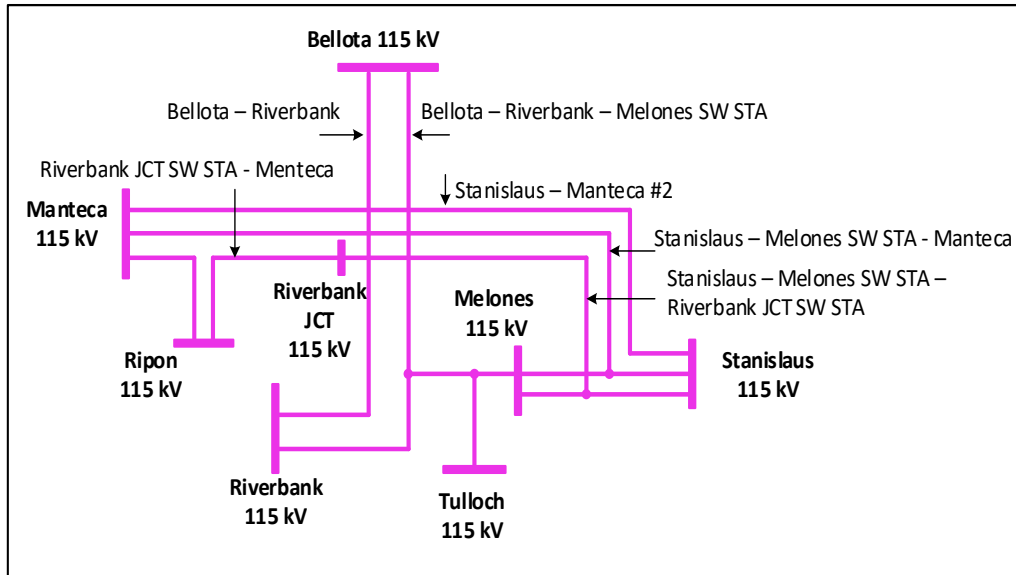 Bellota 115 kV
Bellota – Riverbank
Bellota – Riverbank – Melones SW STA
Riverbank JCT SW STA - Menteca
Stanislaus – Manteca #2
Manteca
115 kV
Stanislaus – Melones SW STA - Manteca
Stanislaus – Melones SW STA –
Riverbank JCT SW STA
Riverbank
JCT
115 kV
Melones
115 kV
Ripon
115 kV
Stanislaus
115 kV
Riverbank
115 kV
Tulloch
115 kV